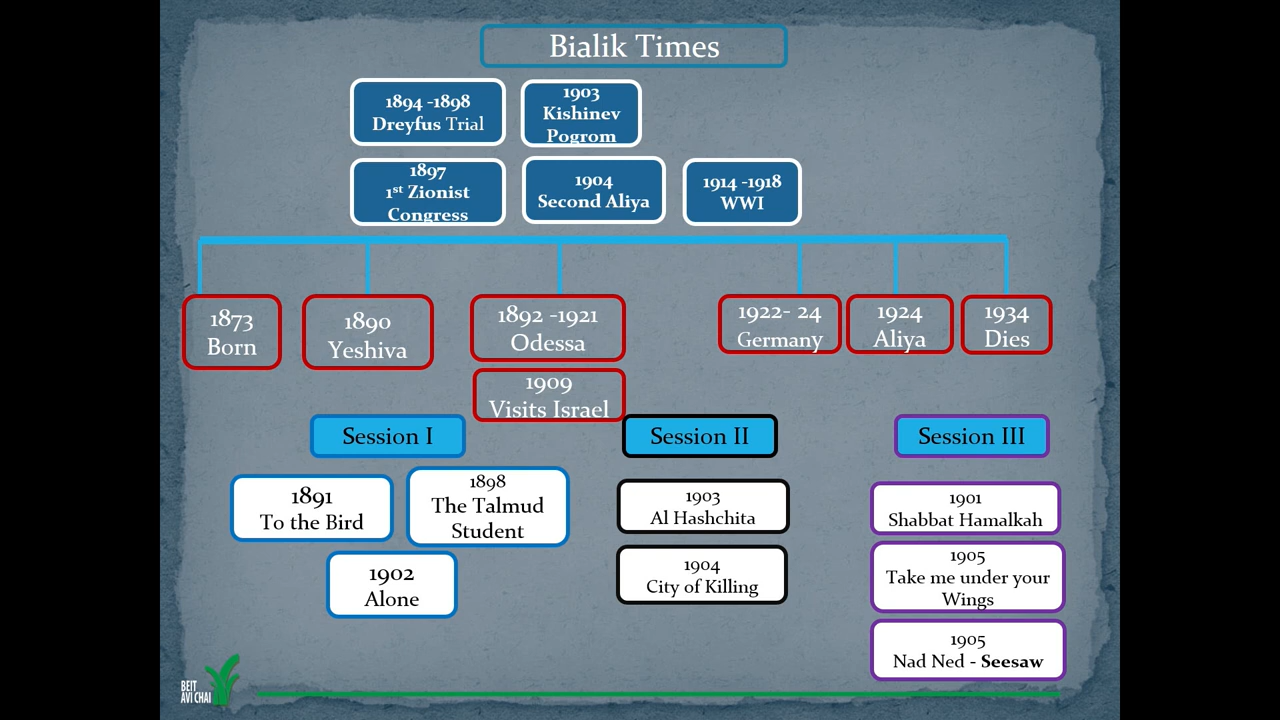 Bialik Times
1894 -1898
Dreyfus Trial
1903
Kishinev
Pogrom
1897
1st Zionist
Congress
1904
Second Aliya
1914 -1918
WWI
1873
Born
1890
Yeshiva
1892 -1921
Odessa
1922- 24
Germany
1924
Aliya
1934
Dies
1909
Visits Israel
Session I
Session II
Session III
1891
To the Bird
1898
The Talmud
Student
1902
Alone
1903
Al Hashchita
1904
City of Killing
1901
Shabbat Hamalkah
1905
Take me under your
Wings
1905
Nad Ned - Seesaw
BEIT
AVI CHAI